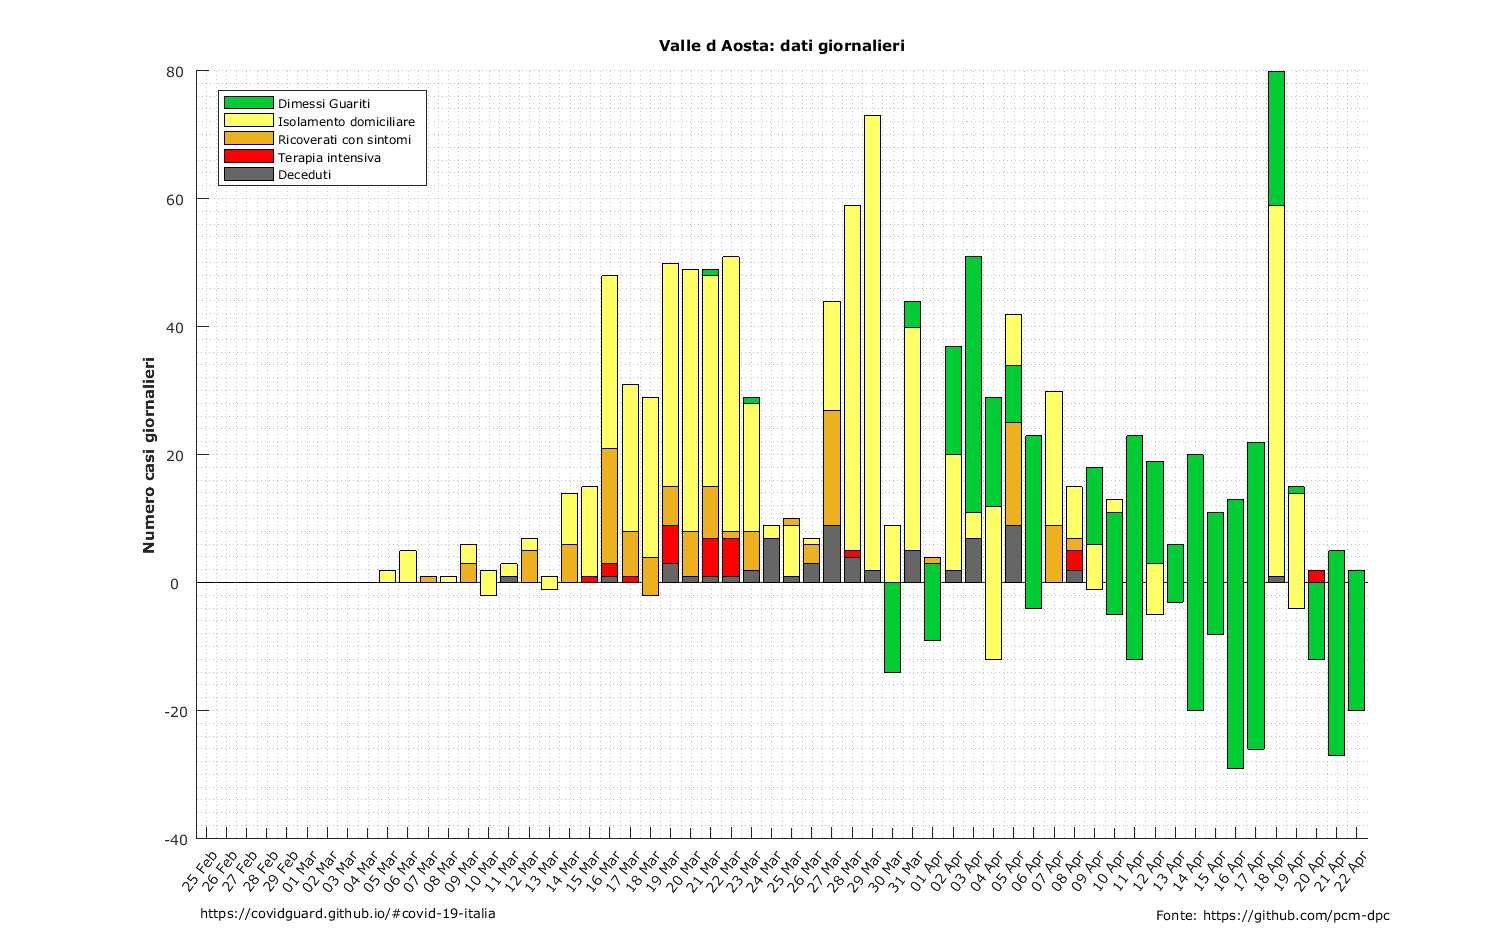 Valle d Aosta: dati giornalieri
80
60
40
20
0
-20
-40
Numero casi giornalieri
Dimessi Guariti
Isolamento domiciliare
Ricoverati con sintomi
Terapia intensiva
Deceduti
25 Feb
26 Feb
27 Feb
28 Feb
29 Feb
01 Mar
02 Mar
03 Mar
04 Mar
05 Mar
06 Mar
07 Mar
08 Mar
09 Mar
10 Mar
11 Mar
12 Mar
13 Mar
14 Mar
15 Mar
16 Mar
17 Mar
18 Mar
19 Mar
20 Mar
21 Mar
22 Mar
23 Mar
24 Mar
25 Mar
26 Mar
27 Mar
28 Mar
29 Mar
30 Mar
31 Mar
01 Apr
02 Apr
03 Apr
04 Apr
05 Apr
06 Apr
07 Apr
08 Apr
09 Apr
10 Apr
11 Apr
12 Apr
13 Apr
14 Apr
15 Apr
16 Apr
17 Apr
18 Apr
19 Apr
20 Apr
21 Apr
22 Apr
https://covidguard.github.io/#covid-19-italia
Fonte: https://github.com/pcm-dpc